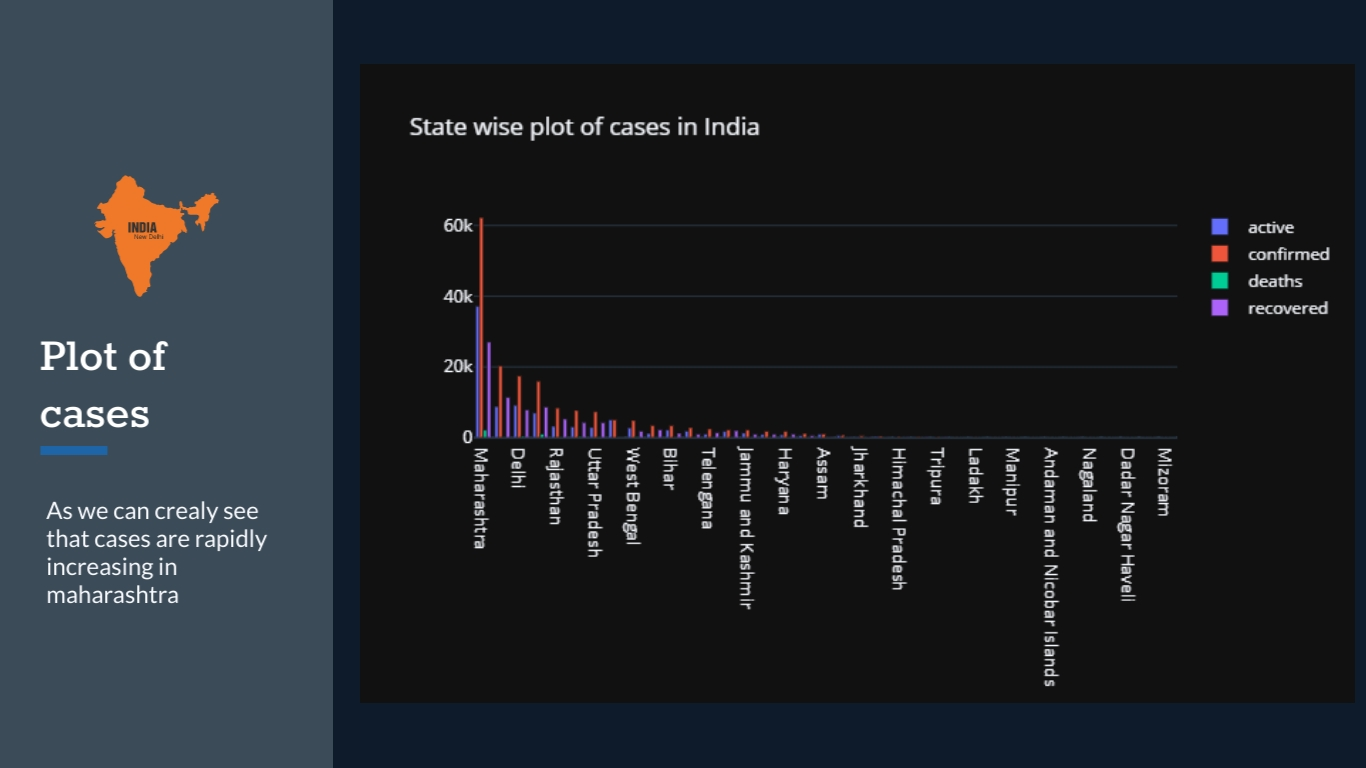 INDIA
New Delhi
Plot of
cases
As we can crealy see
that cases are rapidly
increasing in
maharashtra
State wise plot of cases in India
60k
40k
20k
0
active
confirmed
deaths
recovered
Maharashtra
Delhi
Rajasthan
Uttar Pradesh
West Bengal
Bihar
Telengana
Jammu and Kashmir
Haryana
Assam
Jharkhand
Himachal Pradesh
Tripura
Ladakh
Manipur
Andaman and Nicobar Islands
Nagaland
Dadar Nagar Haveli
Mizoram